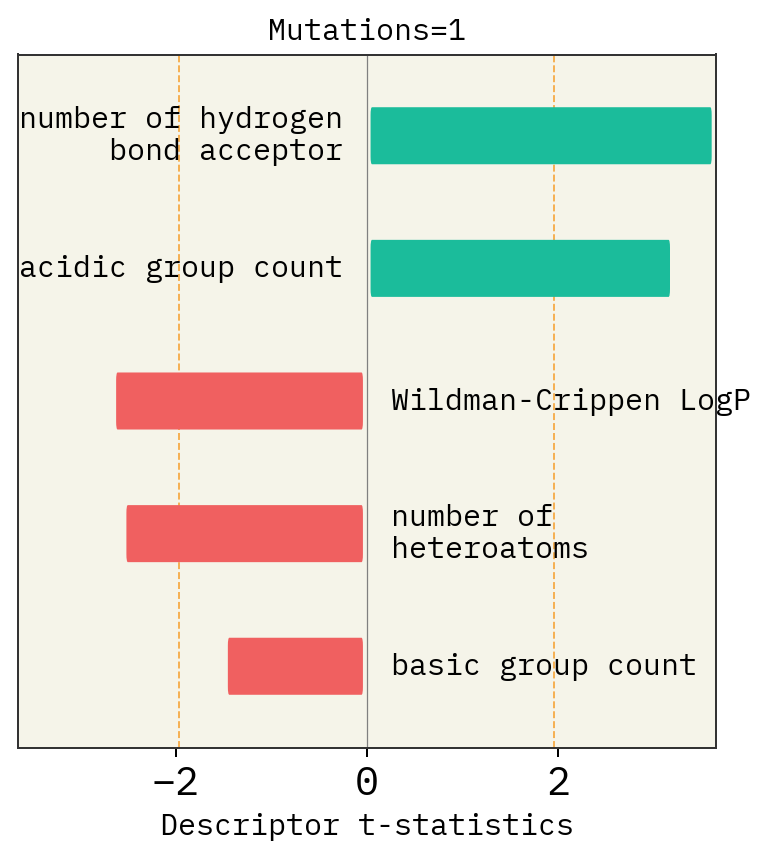 Mutations=1
number of hydrogen
bond acceptor
acidic group count
Wildman-Crippen LogP
number of
heteroatoms
basic group count
−2 0 2
Descriptor t-statistics